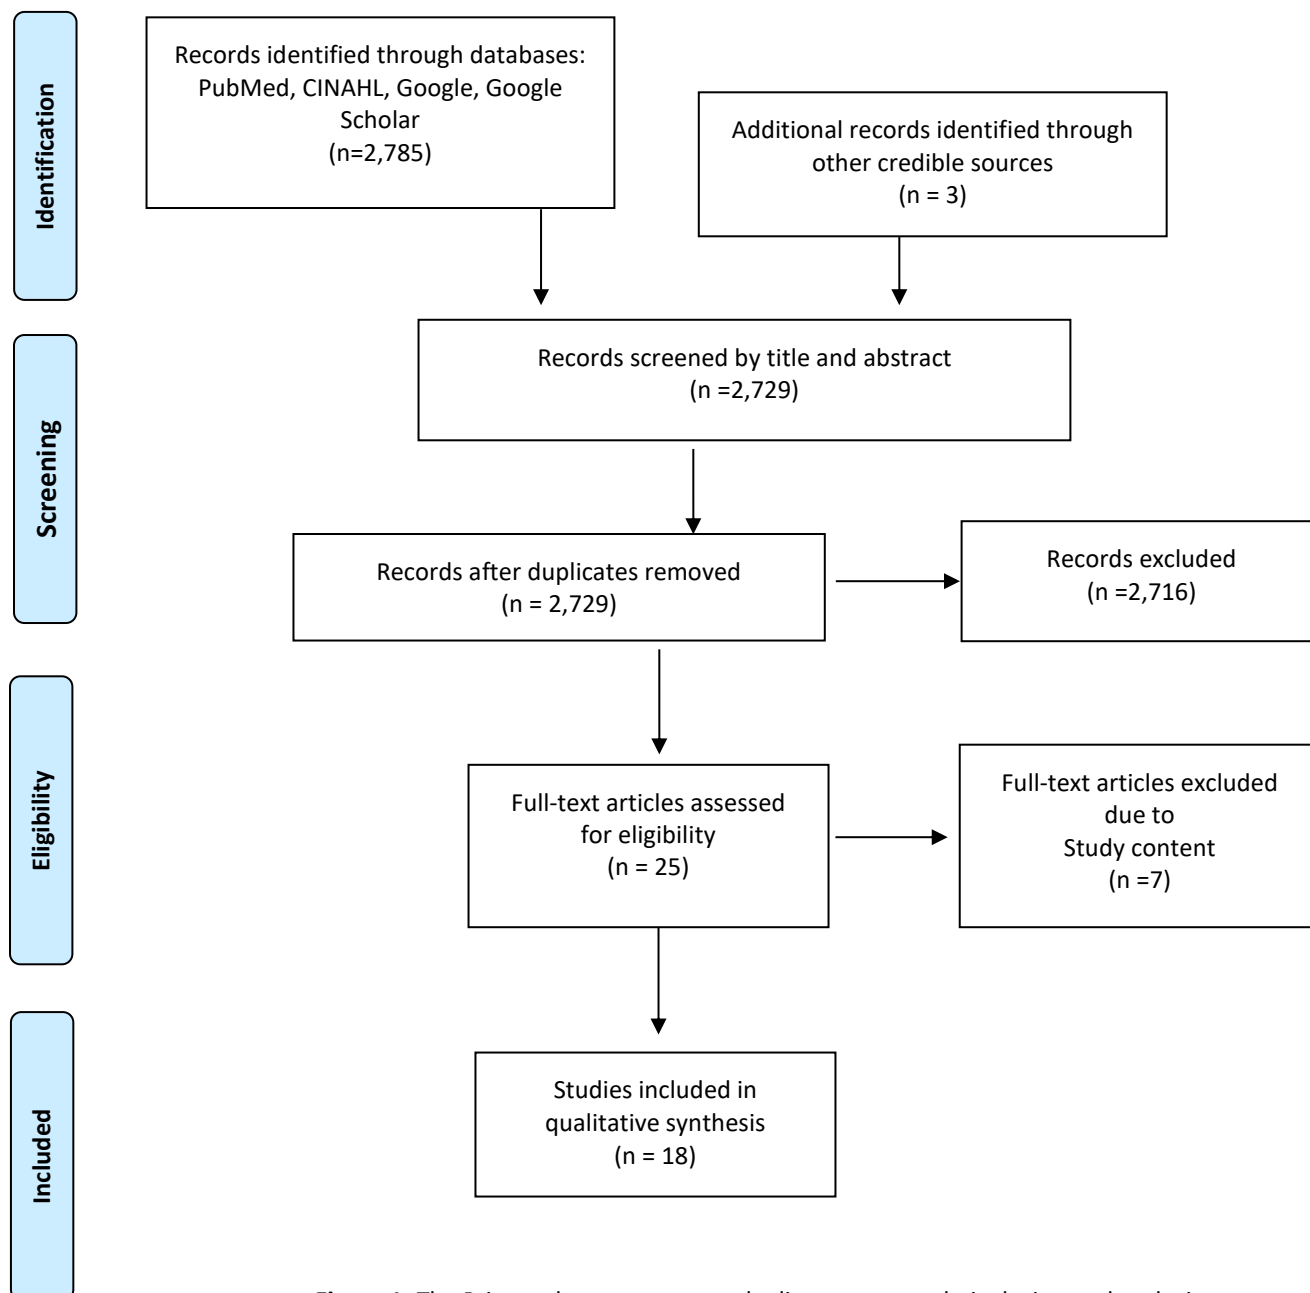 Identification
Records identified through databases:
PubMed, CINAHL, Google, Google
Scholar
(n=2,785)
Additional records identified through
other credible sources
(n = 3)
Screening
Records screened by title and abstract
(n =2,729)
Records after duplicates removed
(n = 2,729)
Records excluded
(n =2,716)
Eligibility
Full-text articles assessed
for eligibility
(n = 25)
Full-text articles excluded
due to
Study content
(n =7)
Included
Studies included in
qualitative synthesis
(n = 18)